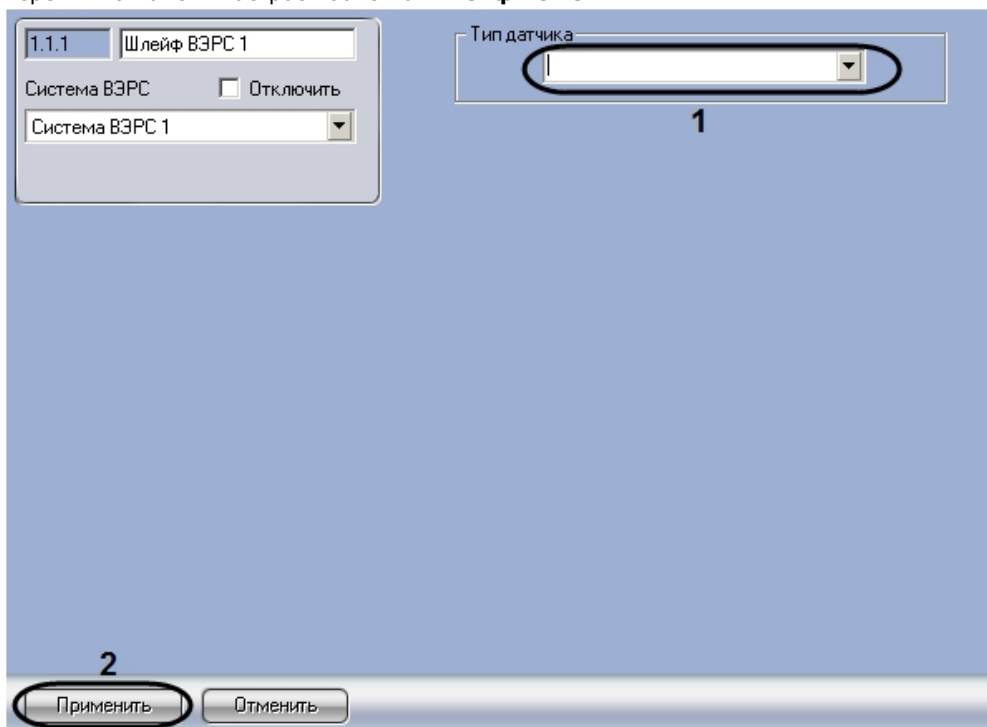 1.1.1 Шлейф ВЭРС 1
Тип датчика
Система ВЭРС Отключить
1
Система ВЭРС 1
2
Применить Отменить